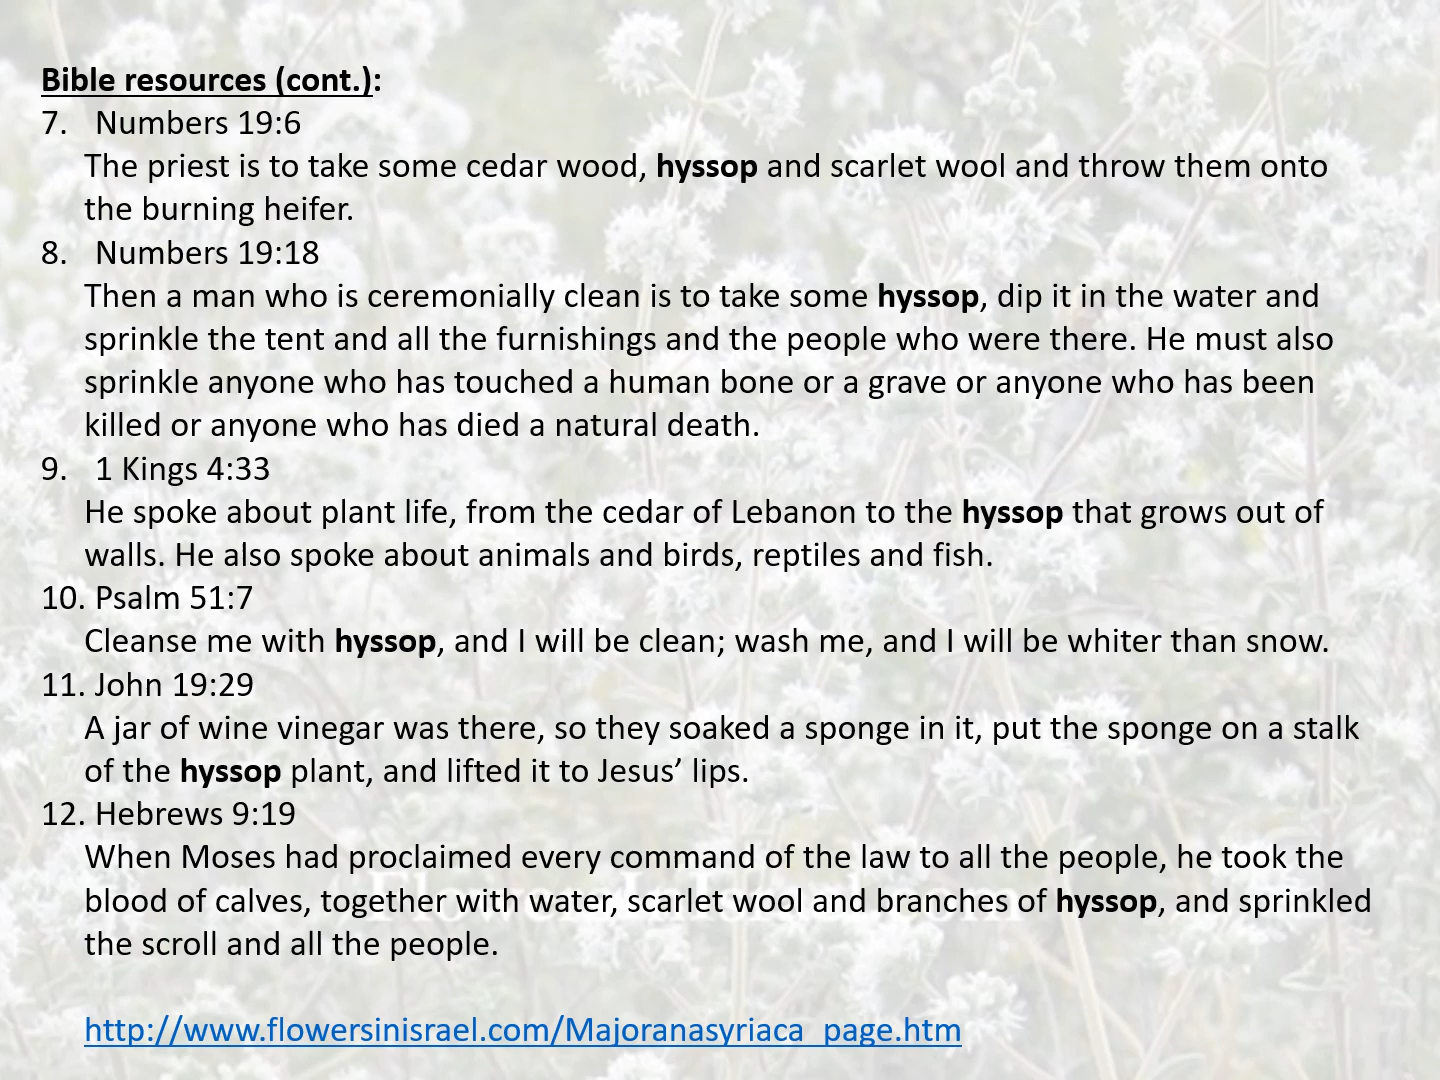 Bible resources (cont.):
7. Numbers 19:6
The priest is to take some cedar wood, hyssop and scarlet wool and throw them onto
the burning heifer.
8. Numbers 19:18
Then a man who is ceremonially clean is to take some hyssop, dip it in the water and
sprinkle the tent and all the furnishings and the people who were there. He must also
sprinkle anyone who has touched a human bone or a grave or anyone who has been
killed or anyone who has died a natural death.
9. 1 Kings 4:33
He spoke about plant life, from the cedar of Lebanon to the hyssop that grows out of
walls. He also spoke about animals and birds, reptiles and fish.
10. Psalm 51:7
Cleanse me with hyssop, and I will be clean; wash me, and I will be whiter than snow.
11. John 19:29
A jar of wine vinegar was there, so they soaked a sponge in it, put the sponge on a stalk
of the hyssop plant, and lifted it to Jesus’ lips.
12. Hebrews 9:19
When Moses had proclaimed every command of the law to all the people, he took the
blood of calves, together with water, scarlet wool and branches of hyssop, and sprinkled
the scroll and all the people.
http://www.flowersinisrael.com/Majoranasyriaca_page.htm